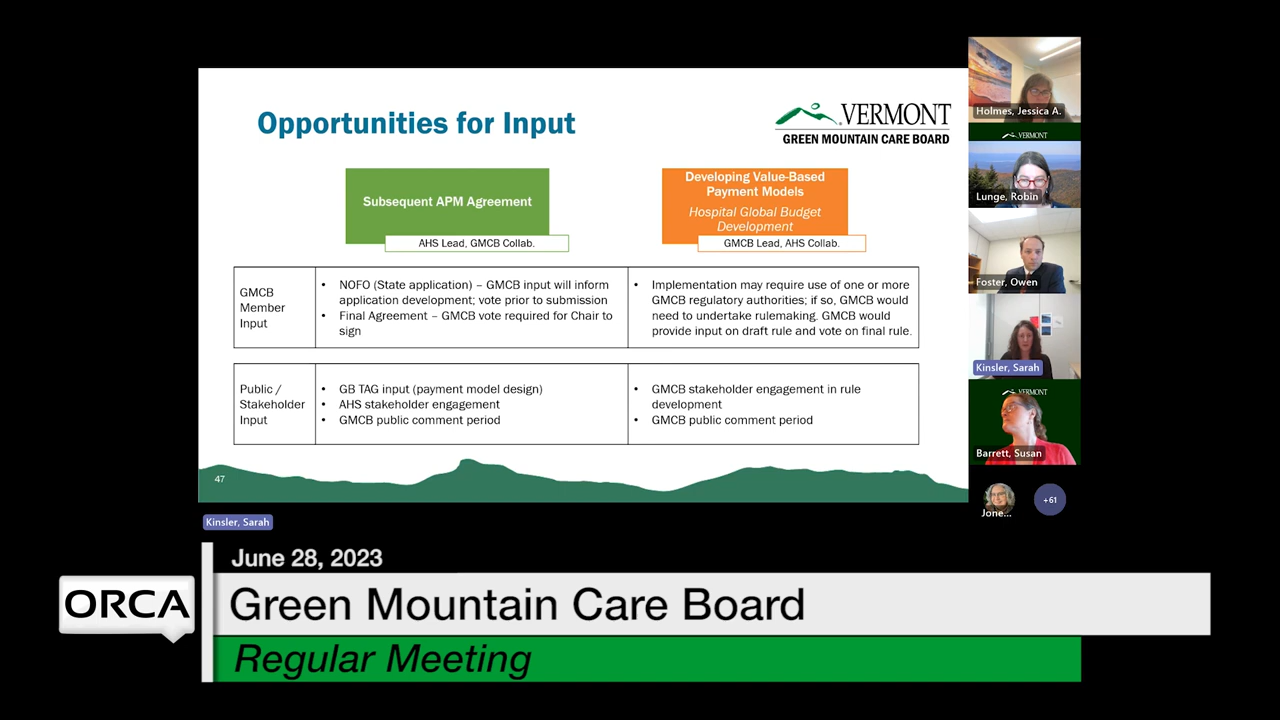 Opportunities for Input
VERMONT
GREEN MOUNTAIN CARE BOARD
Subsequent APM Agreement
AHS Lead, GMCB Collab.
Developing Value-Based
Payment Models
Hospital Global Budget
Development
GMCB Lead, AHS Collab.
GMCB
Member
Input
• NOFO (State application) – GMCB input will inform
application development; vote prior to submission
• Final Agreement – GMCB vote required for Chair to
sign
• Implementation may require use of one or more
GMCB regulatory authorities; if so, GMCB would
need to undertake rulemaking. GMCB would
provide input on draft rule and vote on final rule.
Public /
Stakeholder
Input
• GB TAG input (payment model design)
• AHS stakeholder engagement
• GMCB public comment period
• GMCB stakeholder engagement in rule
development
• GMCB public comment period
47
Holmes, Jessica A.
VERMONT
Lunge, Robin
Foster, Owen
Kinsler, Sarah
VERMONT
Barrett, Susan
Jone...
+61
Kinsler, Sarah
June 28, 2023
ORCA
Green Mountain Care Board
Regular Meeting